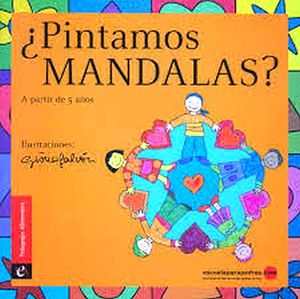 ¿Pintamos
MANDALAS?
A partir de 5 años
Ilustraciones:
escuelaparapadres.com